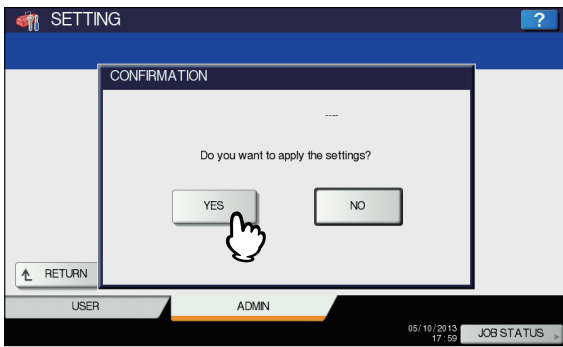 SETTING
?
CONFIRMATION
----
Do you want to apply the settings?
YES
NO
RETURN
USER
ADMIN
05/10/2013
17:59
JOB STATUS